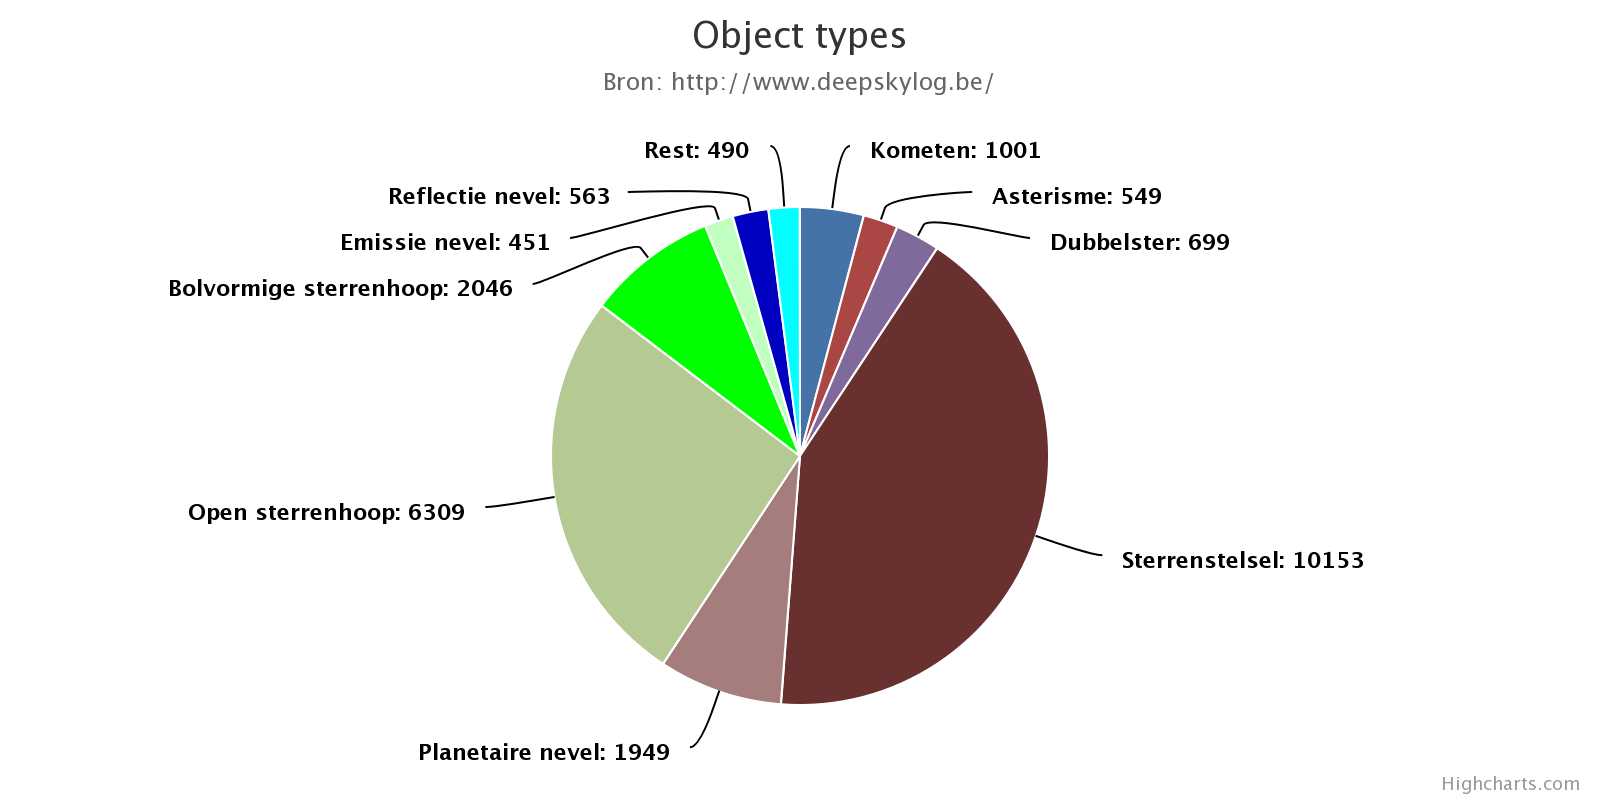 Object types
Bron: http://www.deepskylog.be/
Rest: 490
Kometen: 1001
Reflectie nevel: 563
Asterisme: 549
Emissie nevel: 451
Dubbelster: 699
Bolvormige sterrenhoop: 2046
Open sterrenhoop: 6309
Sterrenstelsel: 10153
Planetaire nevel: 1949
Highcharts.com